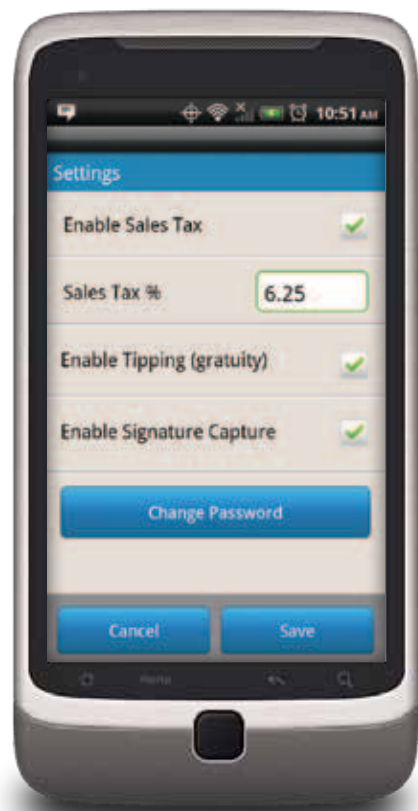 10:51 AM
Settings
Enable Sales Tax
Sales Tax %
6.25
Enable Tipping (gratuity)
Enable Signature Capture
Change Password
Cancel
Save
menu